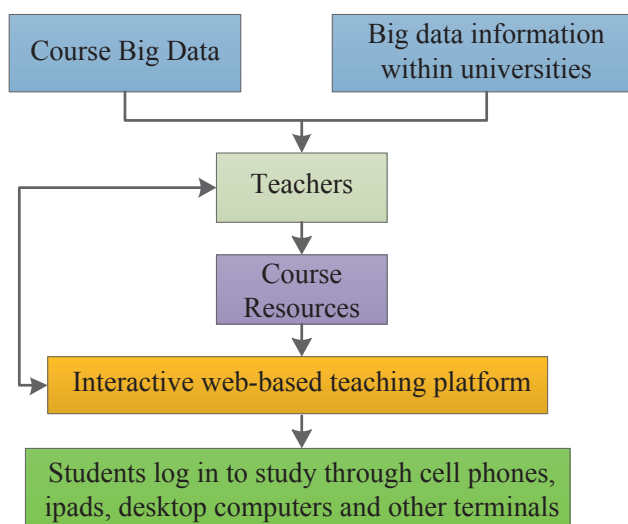 Course Big Data
Big data information
within universities
Teachers
Course
Resources
Interactive web-based teaching platform
Students log in to study through cell phones,
ipads, desktop computers and other terminals